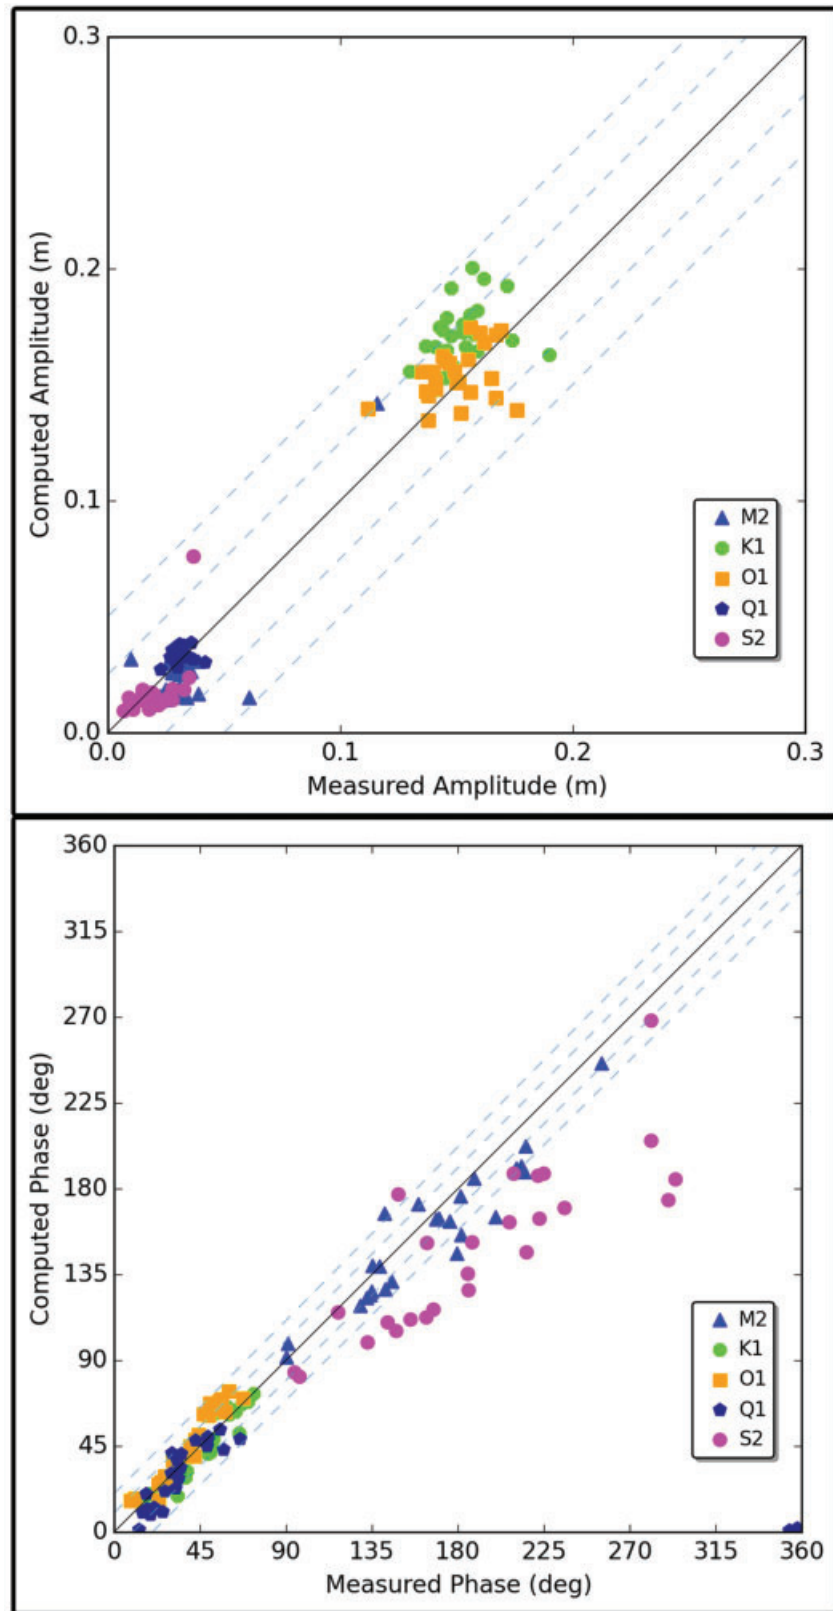 0.3
0.2
0.1
0.0
Computed Amplitude (m)
M2
K1
O1
Q1
S2
0.0 0.1 0.2 0.3
Measured Amplitude (m)
360
315
270
225
180
135
90
45
0
Computed Phase (deg)
M2
K1
O1
Q1
S2
0 45 90 135 180 225 270 315 360
Measured Phase (deg)